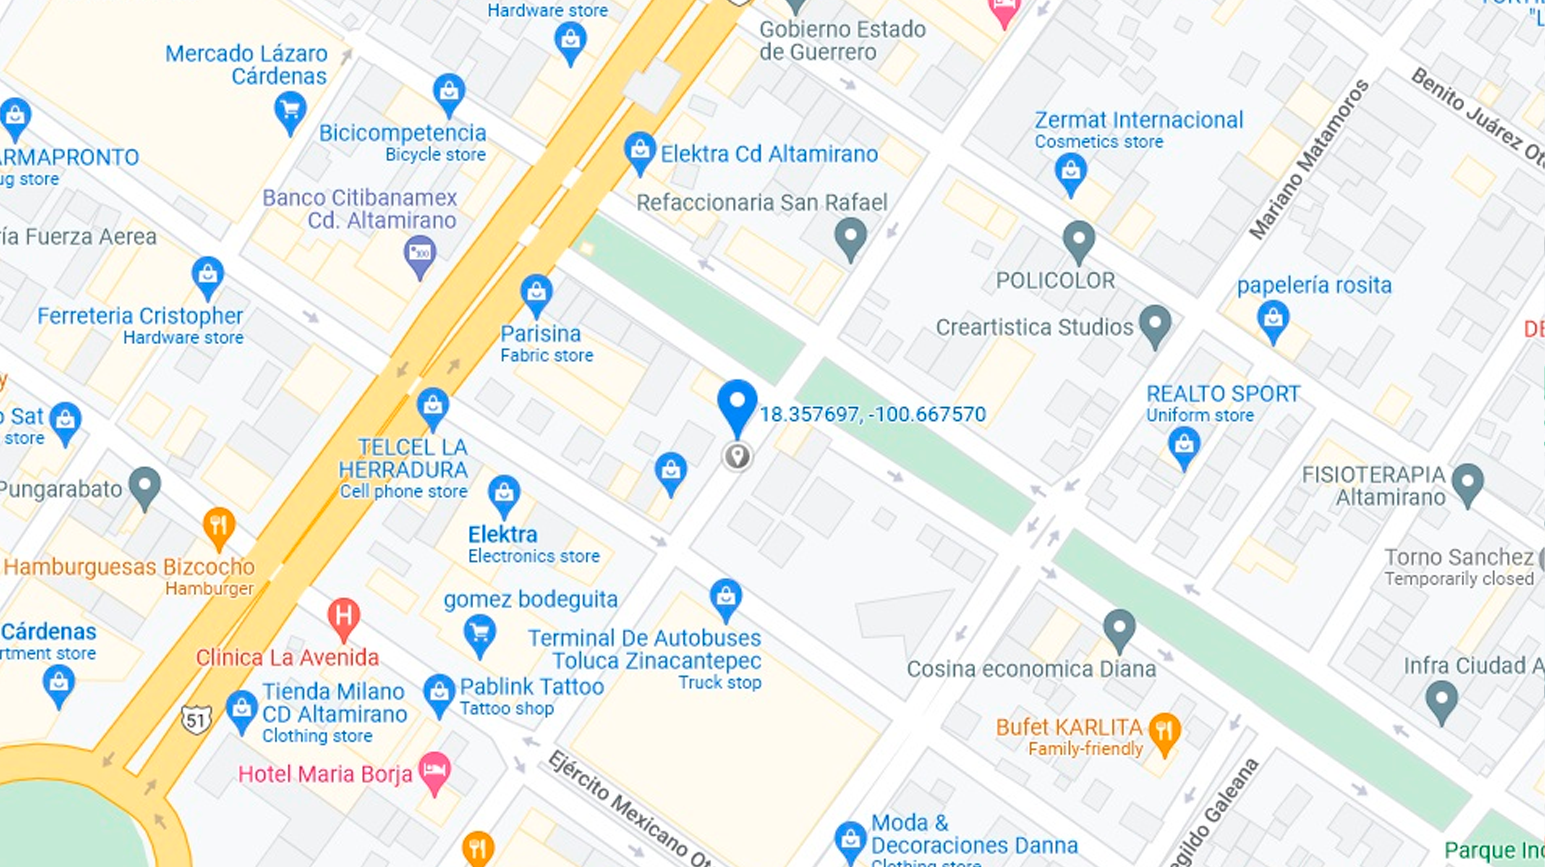 Hardware store
Gobierno Estado
de Guerrero
Mercado Lázaro
Cárdenas
Benito Juárez Ote
Mariano Matamoros
Zermat Internacional
Cosmetics store
Bicicompetencia
Bicycle store
Elektra Cd Altamirano
ARMAPRONTO
ug store
Banco Citibanamex
Cd. Altamirano
Refaccionaria San Rafael
ía Fuerza Aerea
POLICOLOR
papelería rosita
Ferreteria Cristopher
Hardware store
Parisina
Fabric store
Creartistica Studios
DE
y
REALTO SPORT
Uniform store
o Sat
store
18.357697, -100.667570
TELCEL LA
HERRADURA
Cell phone store
Pungarabato
FISIOTERAPIA
Altamirano
Elektra
Electronics store
Hamburguesas Bizcocho
Hamburger
Torno Sanchez
Temporarily closed
gomez bodeguita
Cárdenas
rtment store
H
Clinica La Avenida
Terminal De Autobuses
Toluca Zinacantepec
Truck stop
Cosina economica Diana
Infra Ciudad A
Tienda Milano
CD Altamirano
Clothing store
Pablink Tattoo
Tattoo shop
51
Bufet KARLITA
Family-friendly
Hotel Maria Borja
Ejército Mexicano Ot
egildo Galeana
Moda &
Decoraciones Danna
Clothing store
Parque Ind